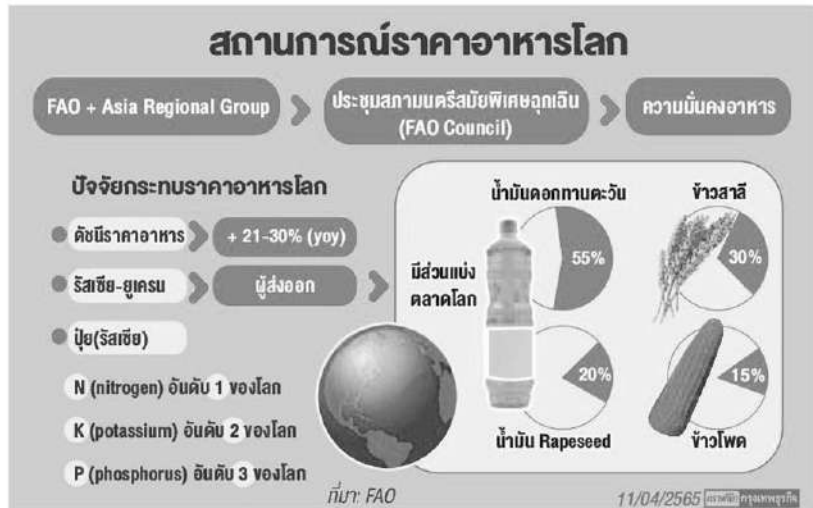 สถานการณ์ราคาอาหารโลก
FAO + Asia Regional Group
ประชุมสภามนตรีสมัยพิเศษฉุกเฉิน
(FAO Council)
ความมั่นคงอาหาร
ปัจจัยกระทบราคาอาหารโลก
ดัชนีราคาอาหาร
+ 21-30% (yoy)
รัสเซีย-ยูเครน
ผู้ส่งออก
ปุ๋ย(รัสเซีย)
N (nitrogen) อันดับ 1 ของโลก
K (potassium) อันดับ 2 ของโลก
P (phosphorus) อันดับ 3 ของโลก
มีส่วนแบ่ง
ตลาดโลก
น้ำมันดอกทานตะวัน
55%
ข้าวสาลี
30%
20%
น้ำมัน Rapeseed
15%
ข้าวโพด
ที่มา: FAO
11/04/2565
กราฟฟิก กรุงเทพธุรกิจ